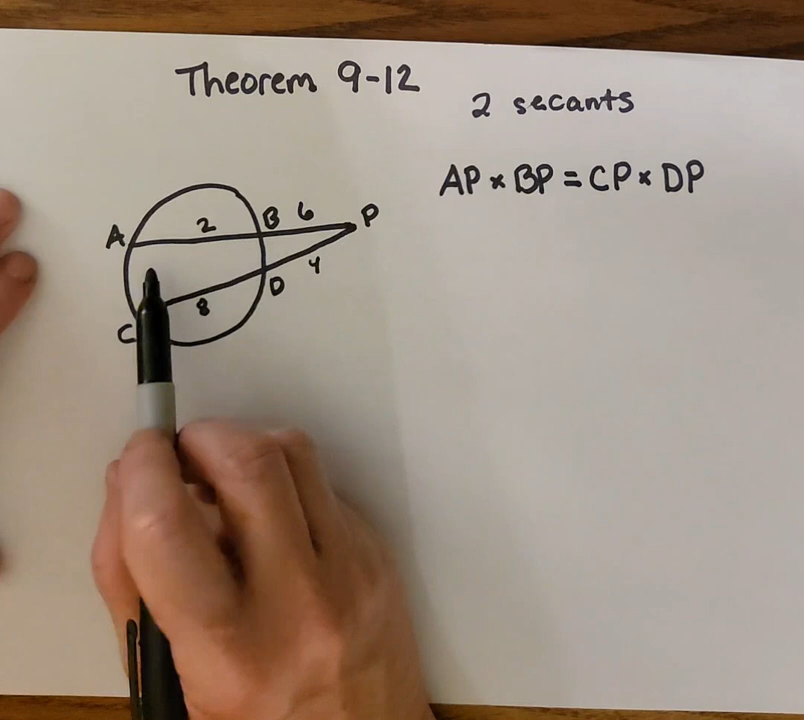 Theorem 9-12
2 secants
AP × BP = CP × DP
A 2 B 6 P
C 8 D 4